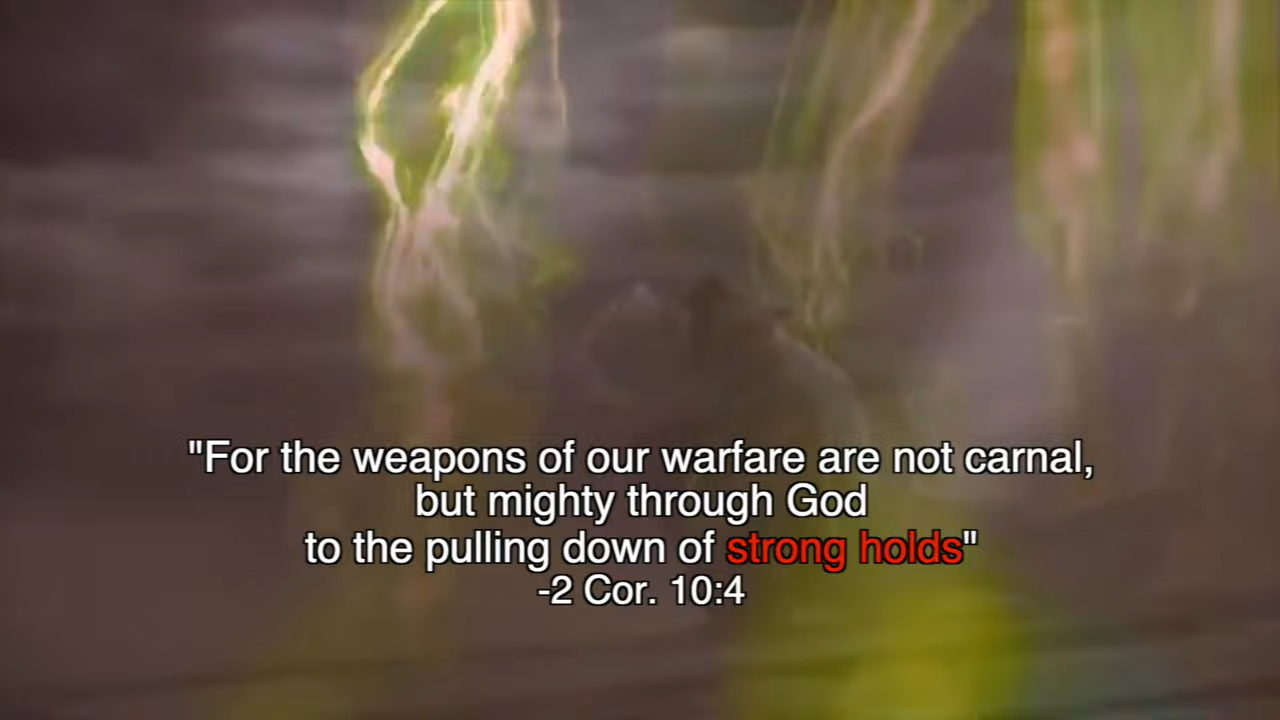 "For the weapons of our warfare are not carnal,
but mighty through God
to the pulling down of strong holds"
-2 Cor. 10:4